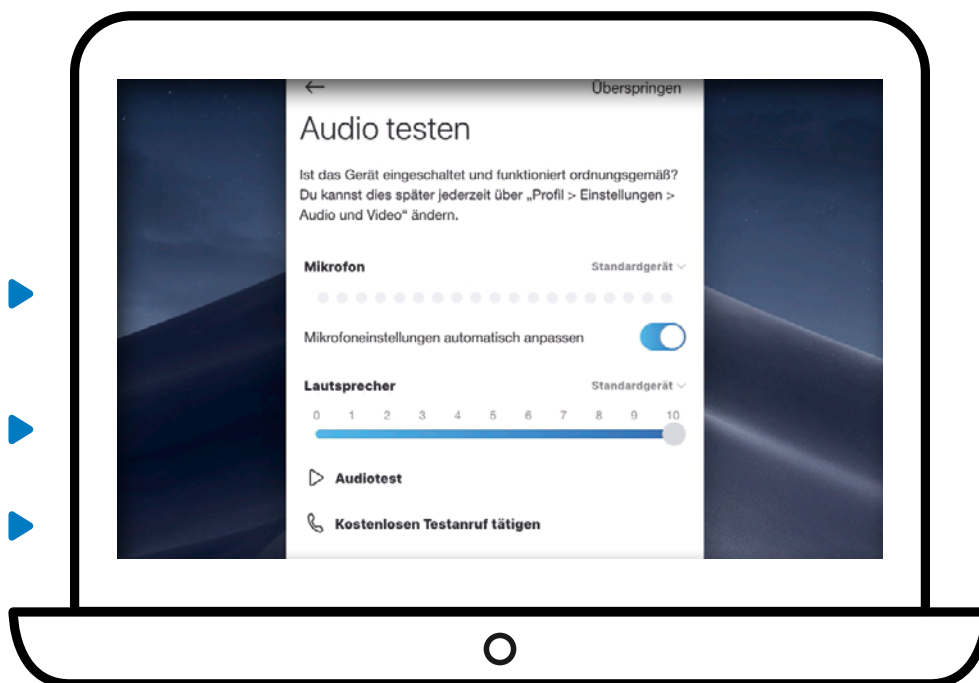 Überspringen
Audio testen
Ist das Gerät eingeschaltet und funktioniert ordnungsgemäß?
Du kannst dies später jederzeit über „Profil > Einstellungen >
Audio und Video“ ändern.
Mikrofon Standardgerät
Mikrofoneinstellungen automatisch anpassen
Lautsprecher Standardgerät
0 1 2 3 4 5 6 7 8 9 10
Audiotest
Kostenlosen Testanruf tätigen